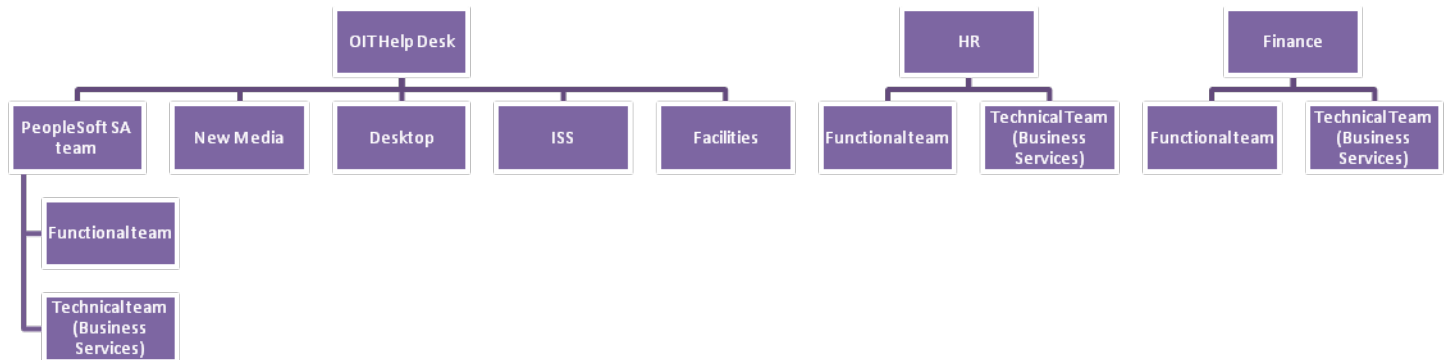 OIT Help Desk
HR
Finance
PeopleSoft SA
team
New Media
Desktop
ISS
Facilities
Functional team
Technical Team
(Business
Services)
Functional team
Technical Team
(Business
Services)
Functional team
Technical team
(Business
Services)